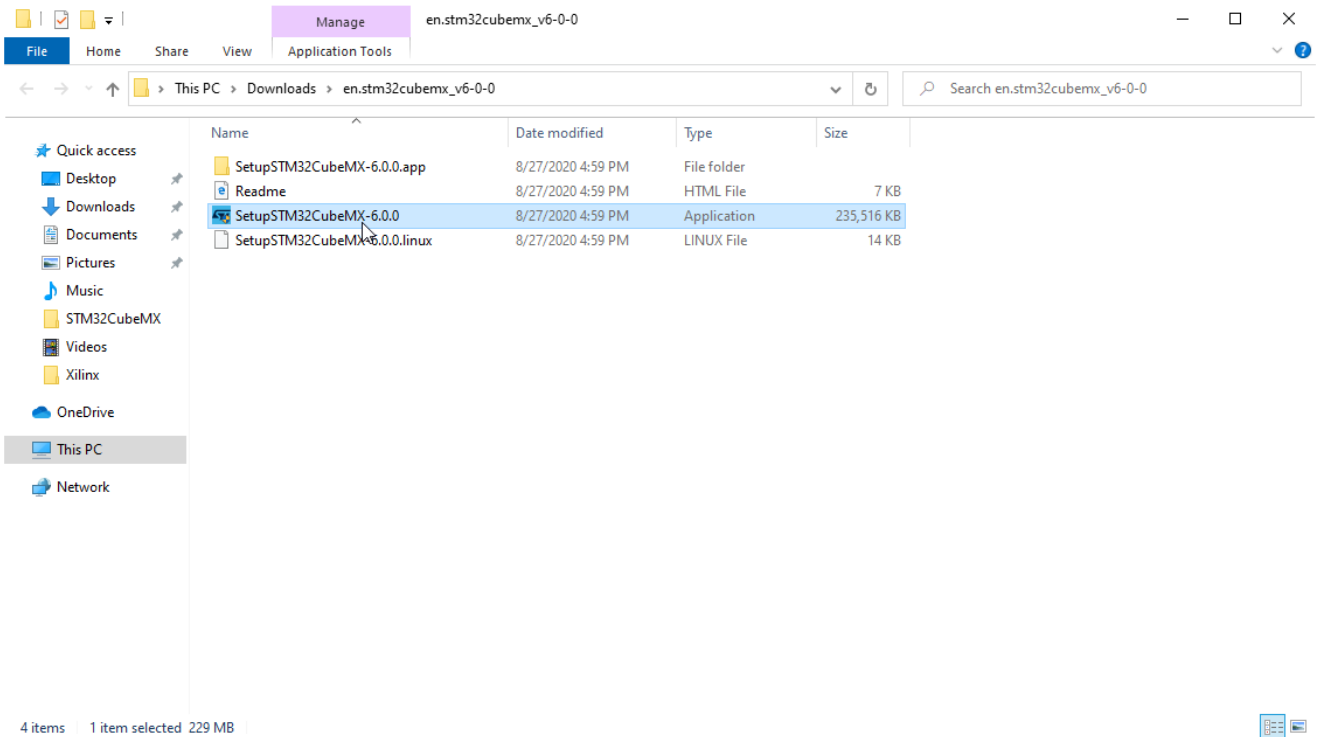 Manage en.stm32cubemx_v6-0-0
File Home Share View Application Tools
This PC > Downloads > en.stm32cubemx_v6-0-0 Search en.stm32cubemx_v6-0-0
Name Date modified Type Size
Quick access
Desktop
Downloads
Documents
Pictures
Music
STM32CubeMX
Videos
Xilinx
OneDrive
This PC
Network
SetupSTM32CubeMX-6.0.0.app 8/27/2020 4:59 PM File folder
Readme 8/27/2020 4:59 PM HTML File 7 KB
SetupSTM32CubeMX-6.0.0 8/27/2020 4:59 PM Application 235,516 KB
SetupSTM32CubeMX-6.0.0.linux 8/27/2020 4:59 PM LINUX File 14 KB
4 items 1 item selected 229 MB